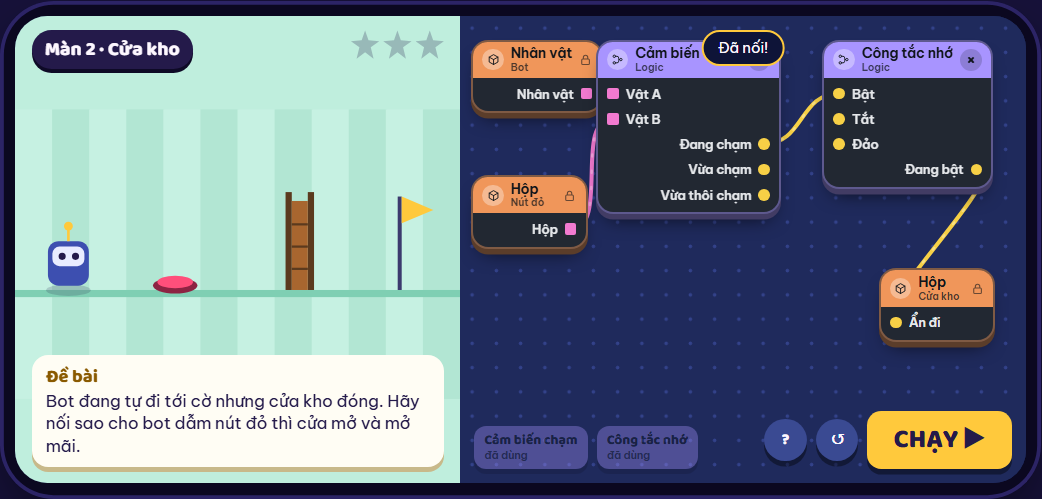 Màn 2 · Cửa kho
Đề bài
Bot đang tự đi tới cờ nhưng cửa kho đóng. Hãy
nối sao cho bot dẫm nút đỏ thì cửa mở và mở
mãi.
Nhân vật
Bot
Nhân vật
Hộp
Nút đỏ
Hộp
Cảm biến
Logic
Đã nối!
Vật A
Vật B
Đang chạm
Vừa chạm
Vừa thôi chạm
Công tắc nhớ
Logic
Bật
Tắt
Đảo
Đang bật
Hộp
Cửa kho
Ẩn đi
Cảm biến chạm
đã dùng
Công tắc nhớ
đã dùng
?
CHẠY